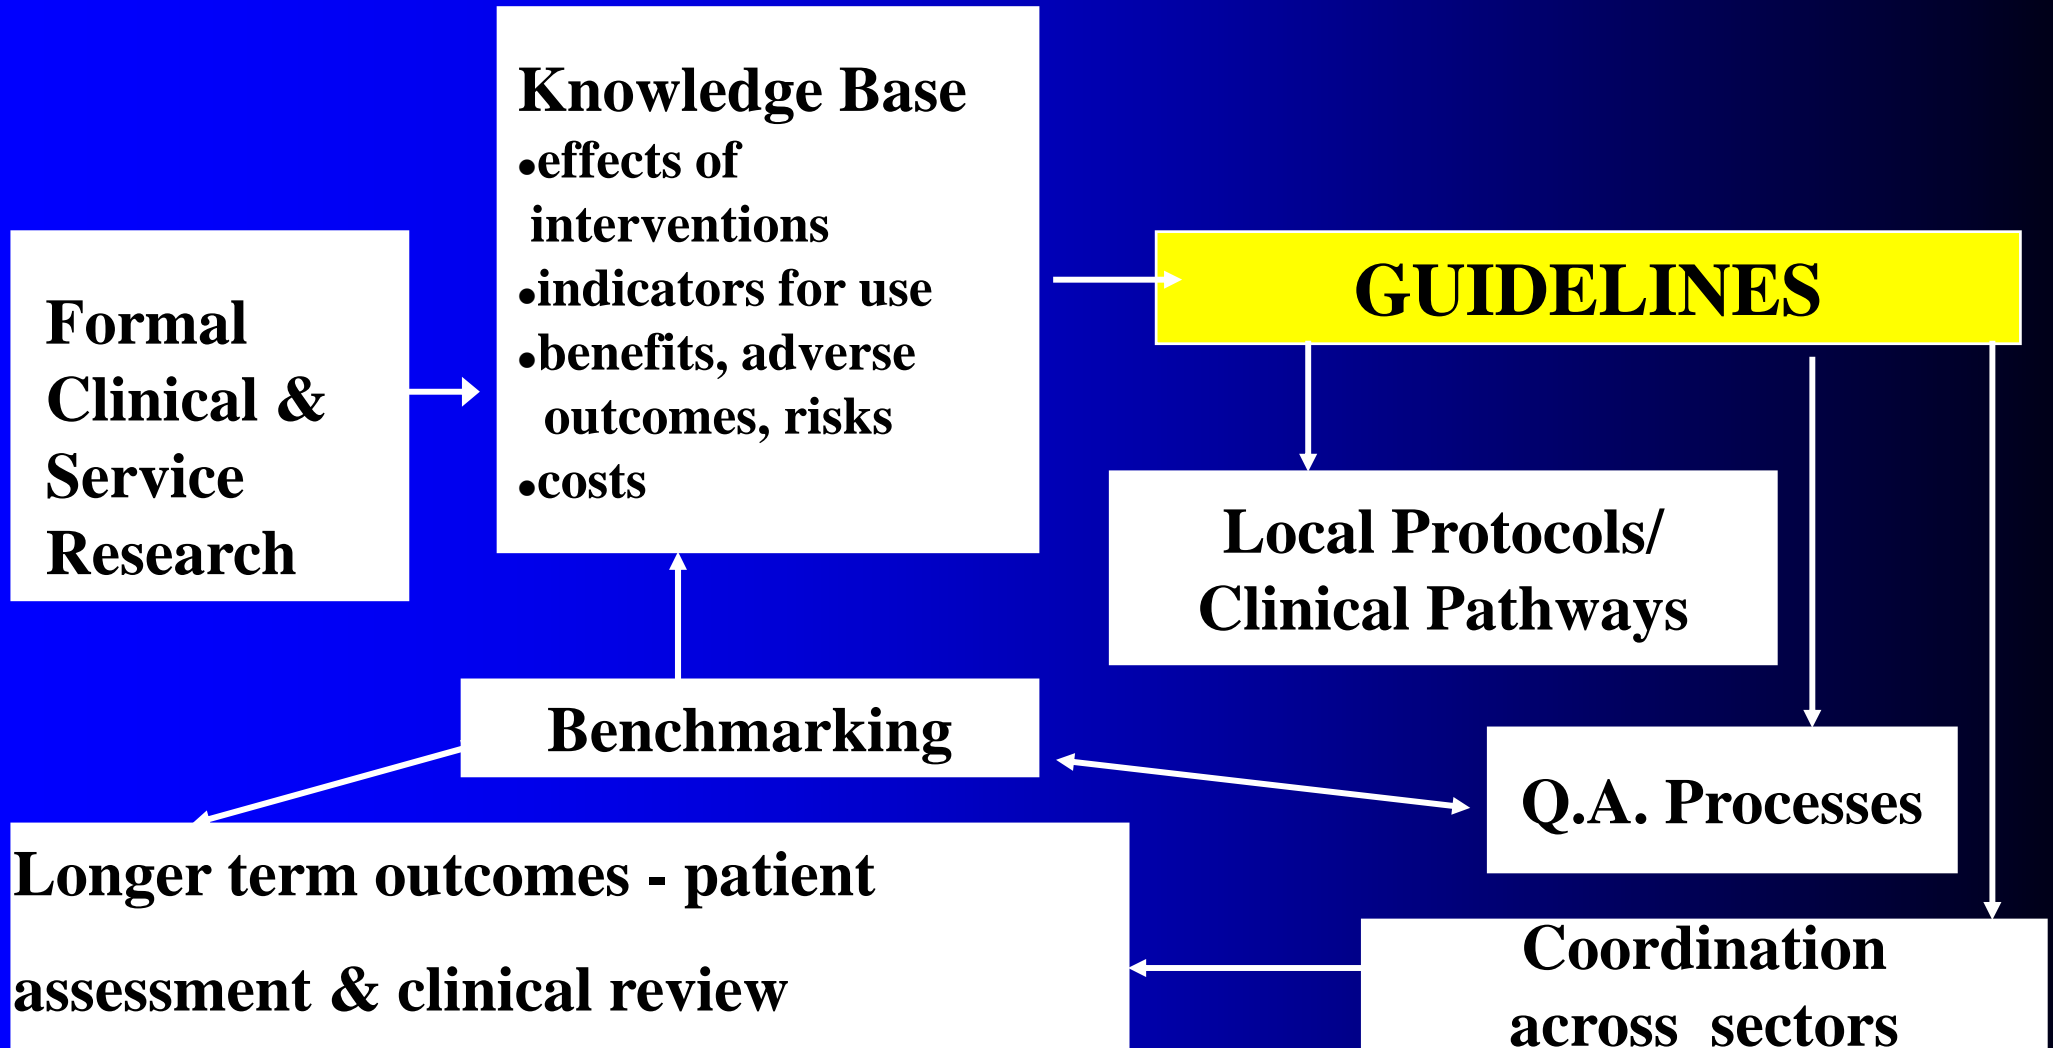 Knowledge Base
•effects of
interventions
•indicators for use
•benefits, adverse
outcomes, risks
•costs
Formal
Clinical &
Service
Research
GUIDELINES
Local Protocols/
Clinical Pathways
Benchmarking
Q.A. Processes
Longer term outcomes - patient
assessment & clinical review
Coordination
across sectors